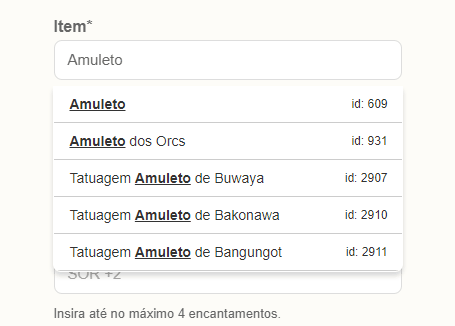 Item*
Amuleto
Amuleto id: 609
Amuleto dos Orcs id: 931
Tatuagem Amuleto de Buwaya id: 2907
Tatuagem Amuleto de Bakonawa id: 2910
Tatuagem Amuleto de Bangungot id: 2911
SOR +2
Insira até no máximo 4 encantamentos.